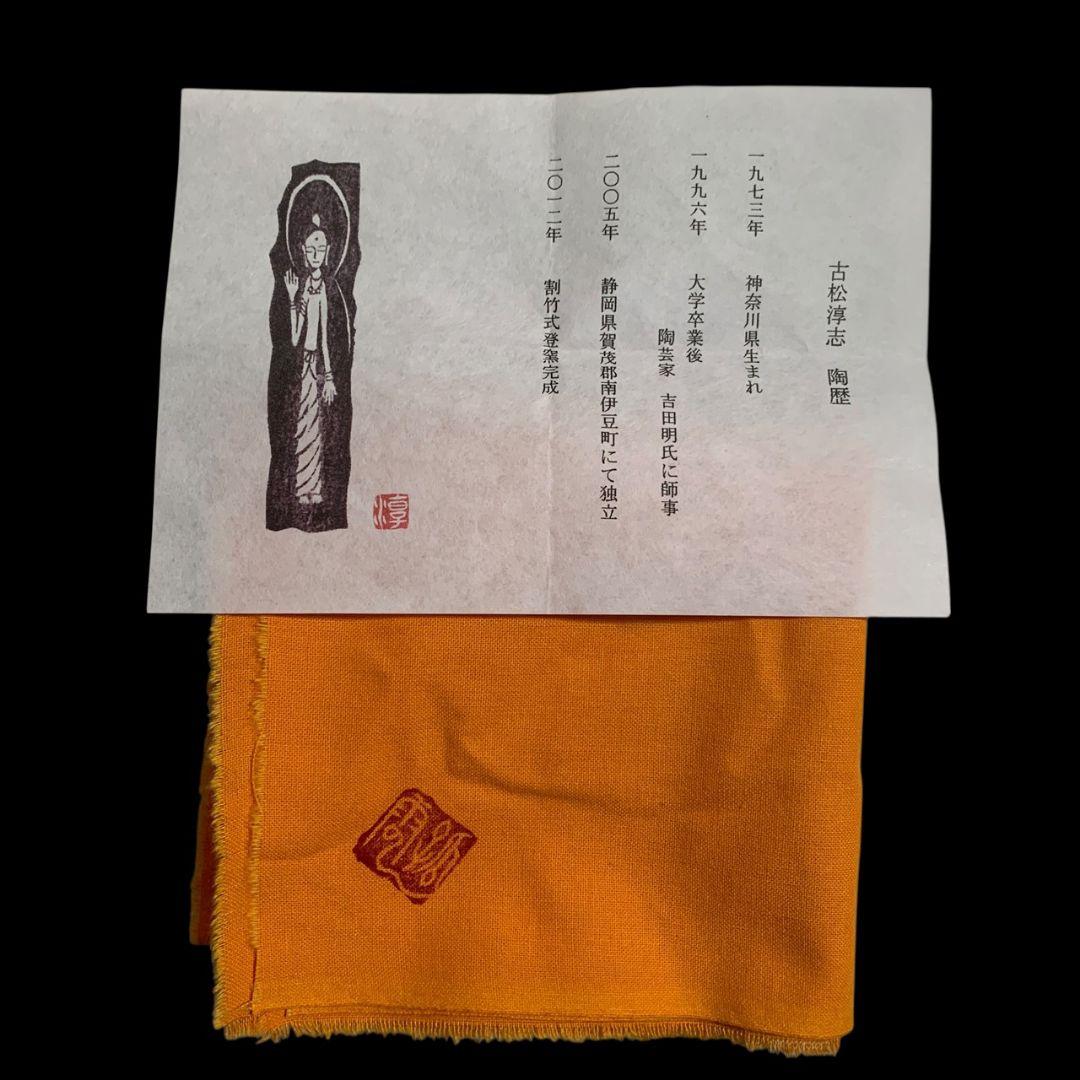 古松淳志 陶歴
一九七三年 神奈川県生まれ
一九九六年 大学卒業後
陶芸家 吉田明氏に師事
二〇〇五年 静岡県賀茂郡南伊豆町にて独立
二〇一二年 割竹式登窯完成
淳